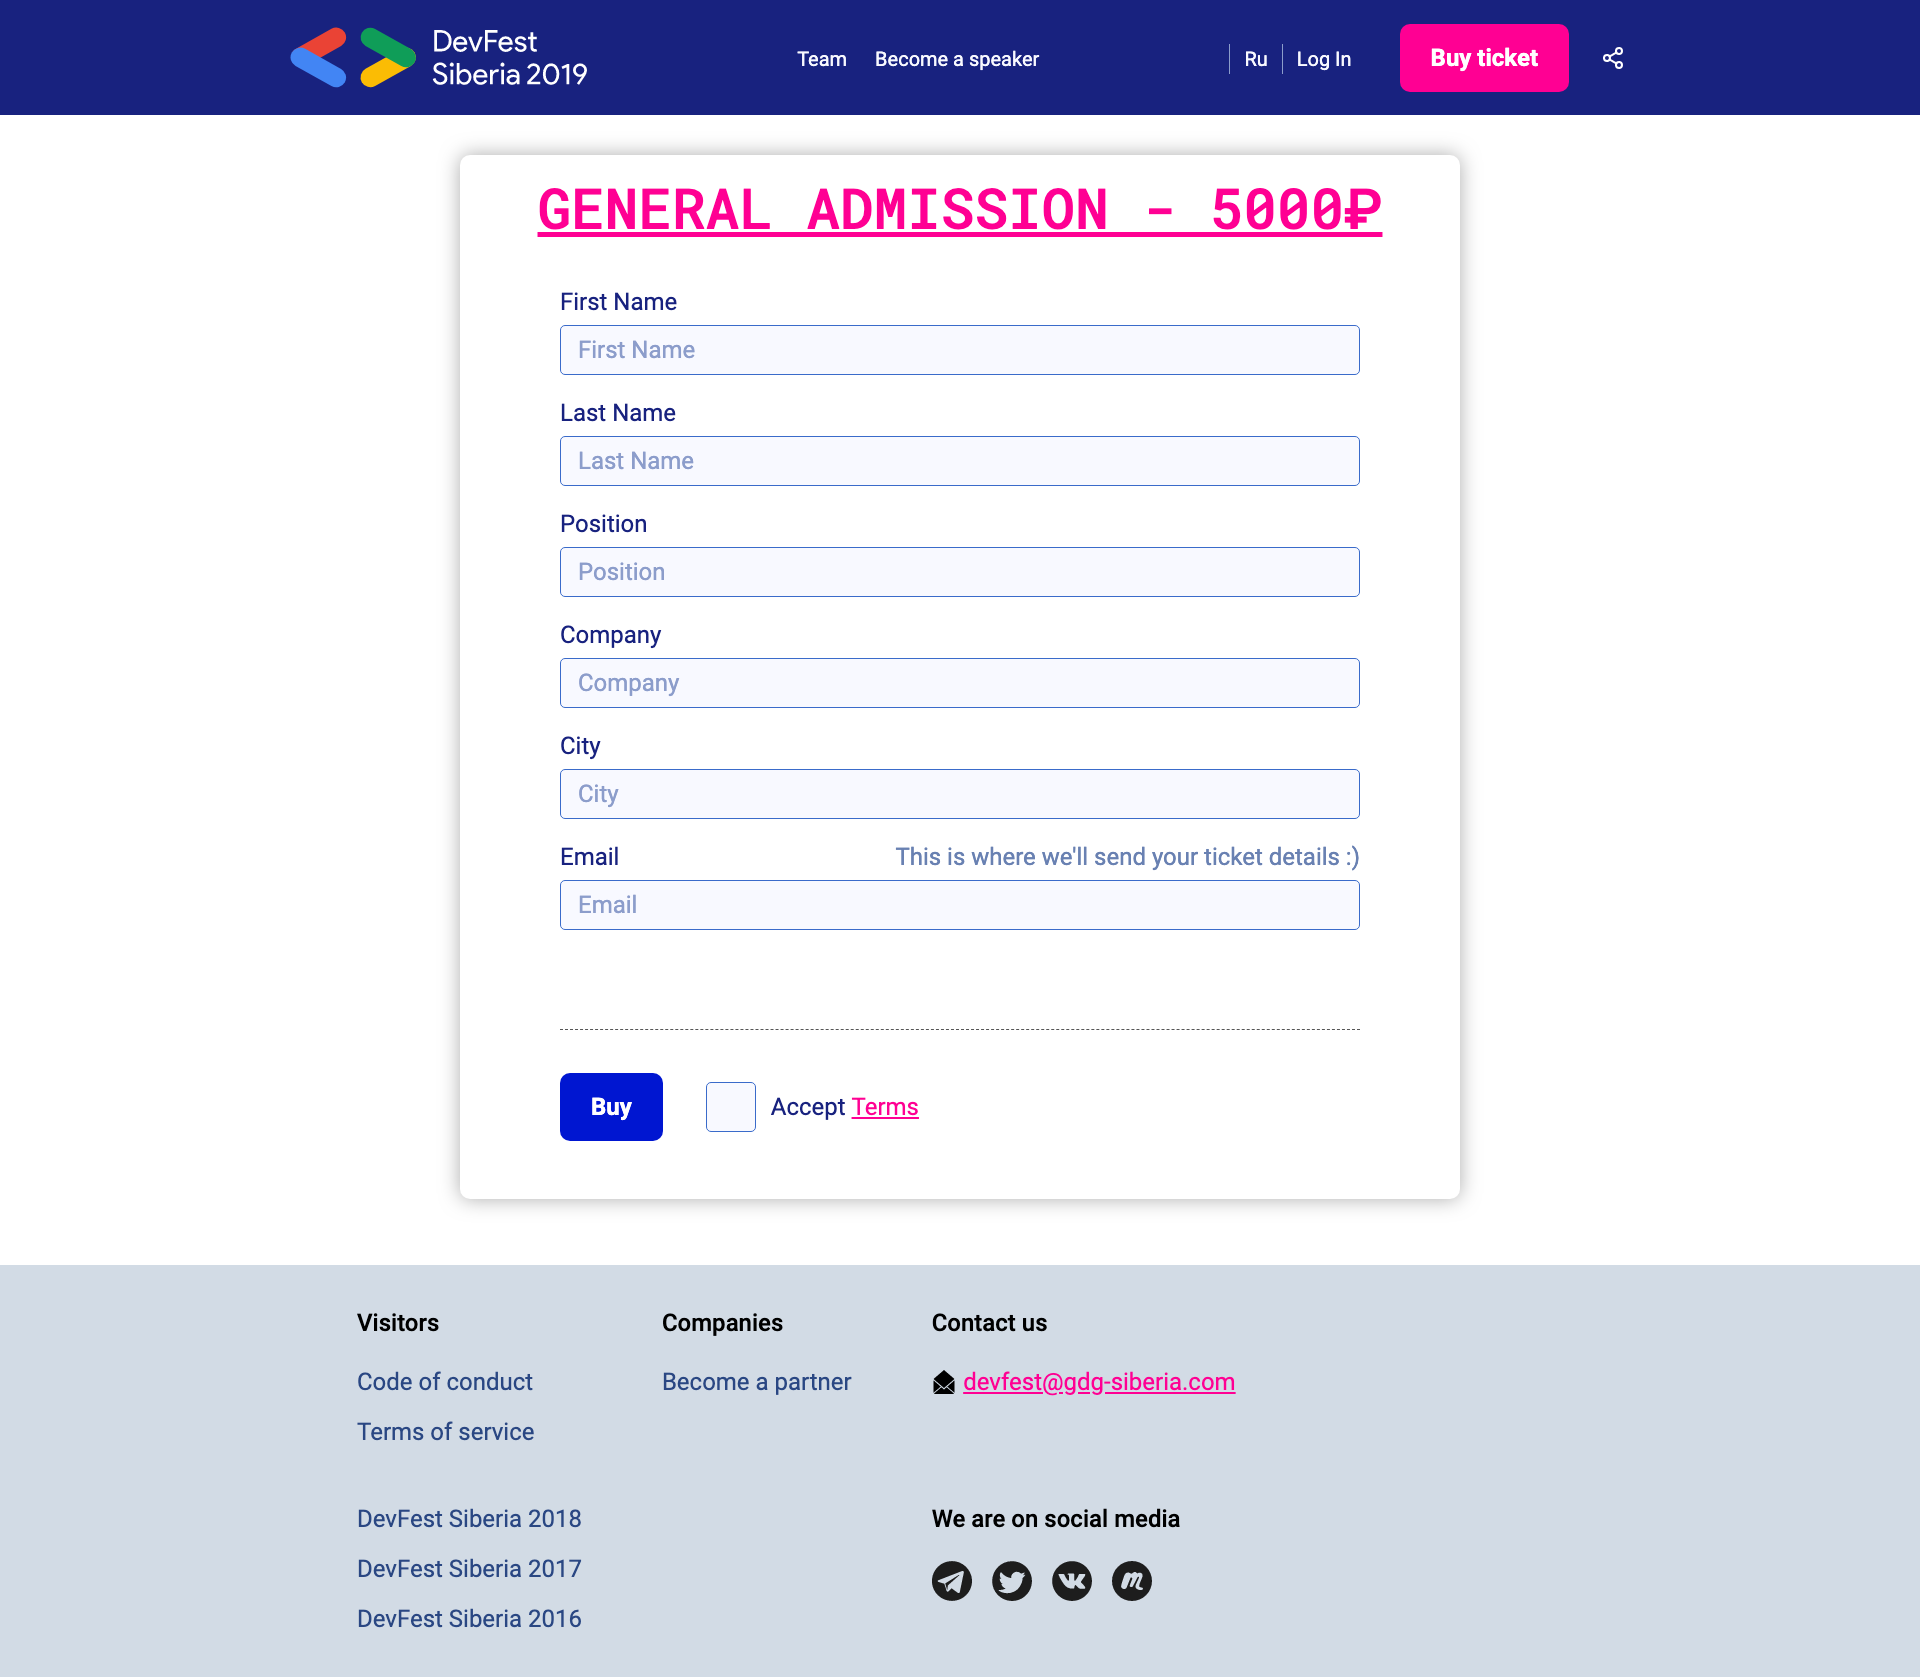 DevFest
Siberia 2019
Team
Become a speaker
Ru
Log In
Buy ticket
GENERAL ADMISSION - 5000₽
First Name
First Name
Last Name
Last Name
Position
Position
Company
Company
City
City
Email
This is where we'll send your ticket details :)
Email
Buy
Accept Terms
Visitors
Code of conduct
Terms of service
Companies
Become a partner
Contact us
devfest@gdg-siberia.com
DevFest Siberia 2018
DevFest Siberia 2017
DevFest Siberia 2016
We are on social media